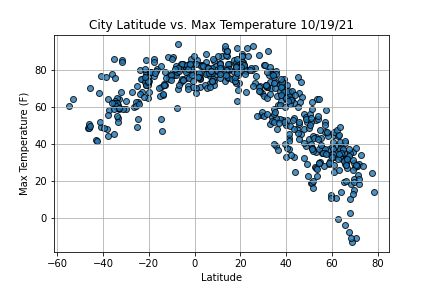 City Latitude vs. Max Temperature 10/19/21
Max Temperature (F)
80
60
40
20
0
−60 −40 −20 0 20 40 60 80
Latitude